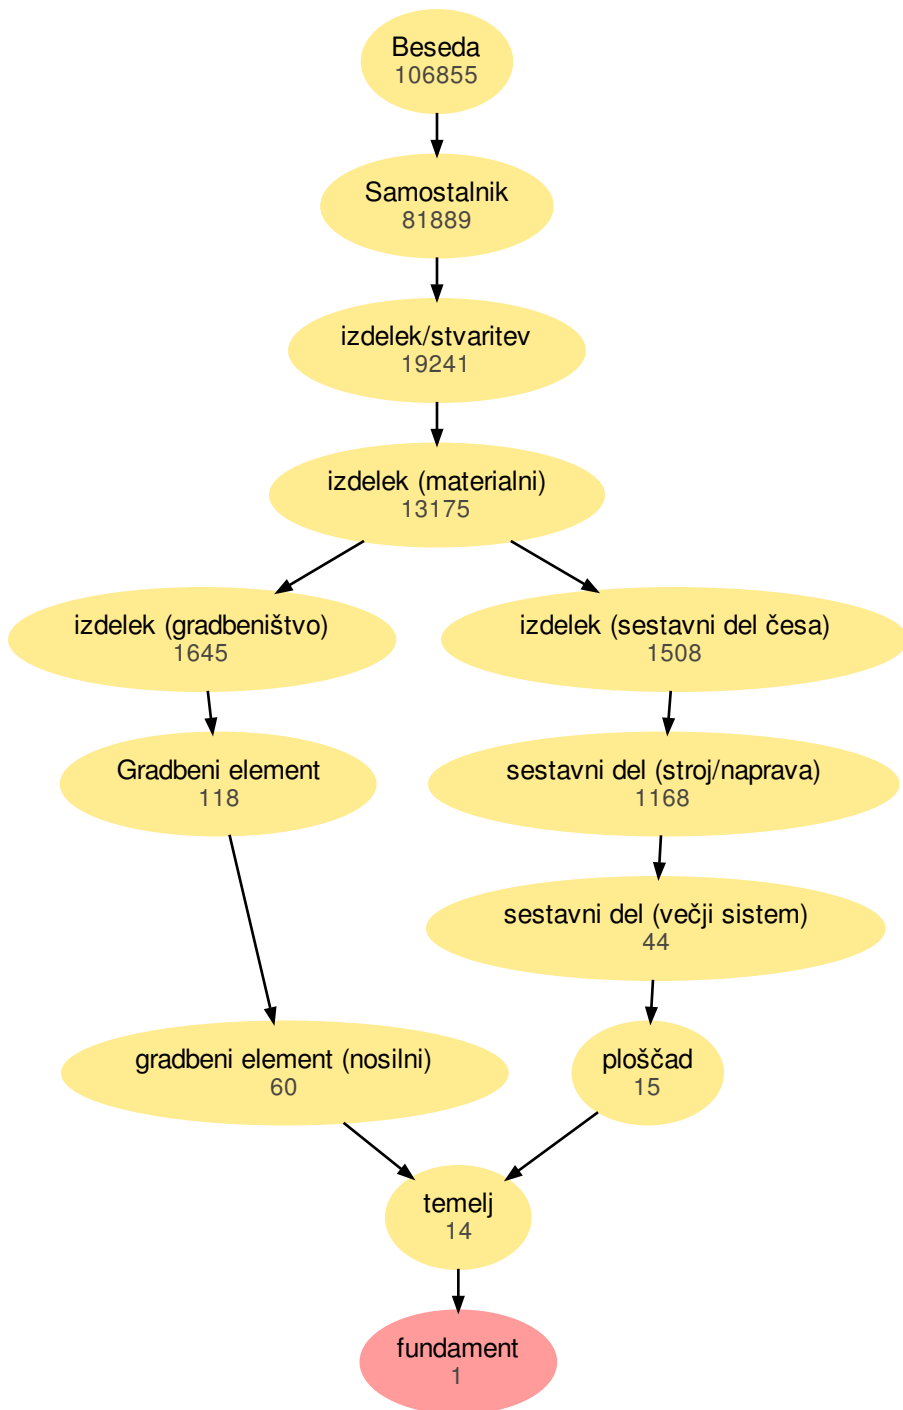 Beseda
106855
Samostalnik
81889
izdelek/stvaritev
19241
izdelek (materialni)
13175
izdelek (gradbeništvo)
1645
izdelek (sestavni del česa)
1508
Gradbeni element
118
sestavni del (stroj/naprava)
1168
sestavni del (večji sistem)
44
gradbeni element (nosilni)
60
ploščad
15
temelj
14
fundament
1